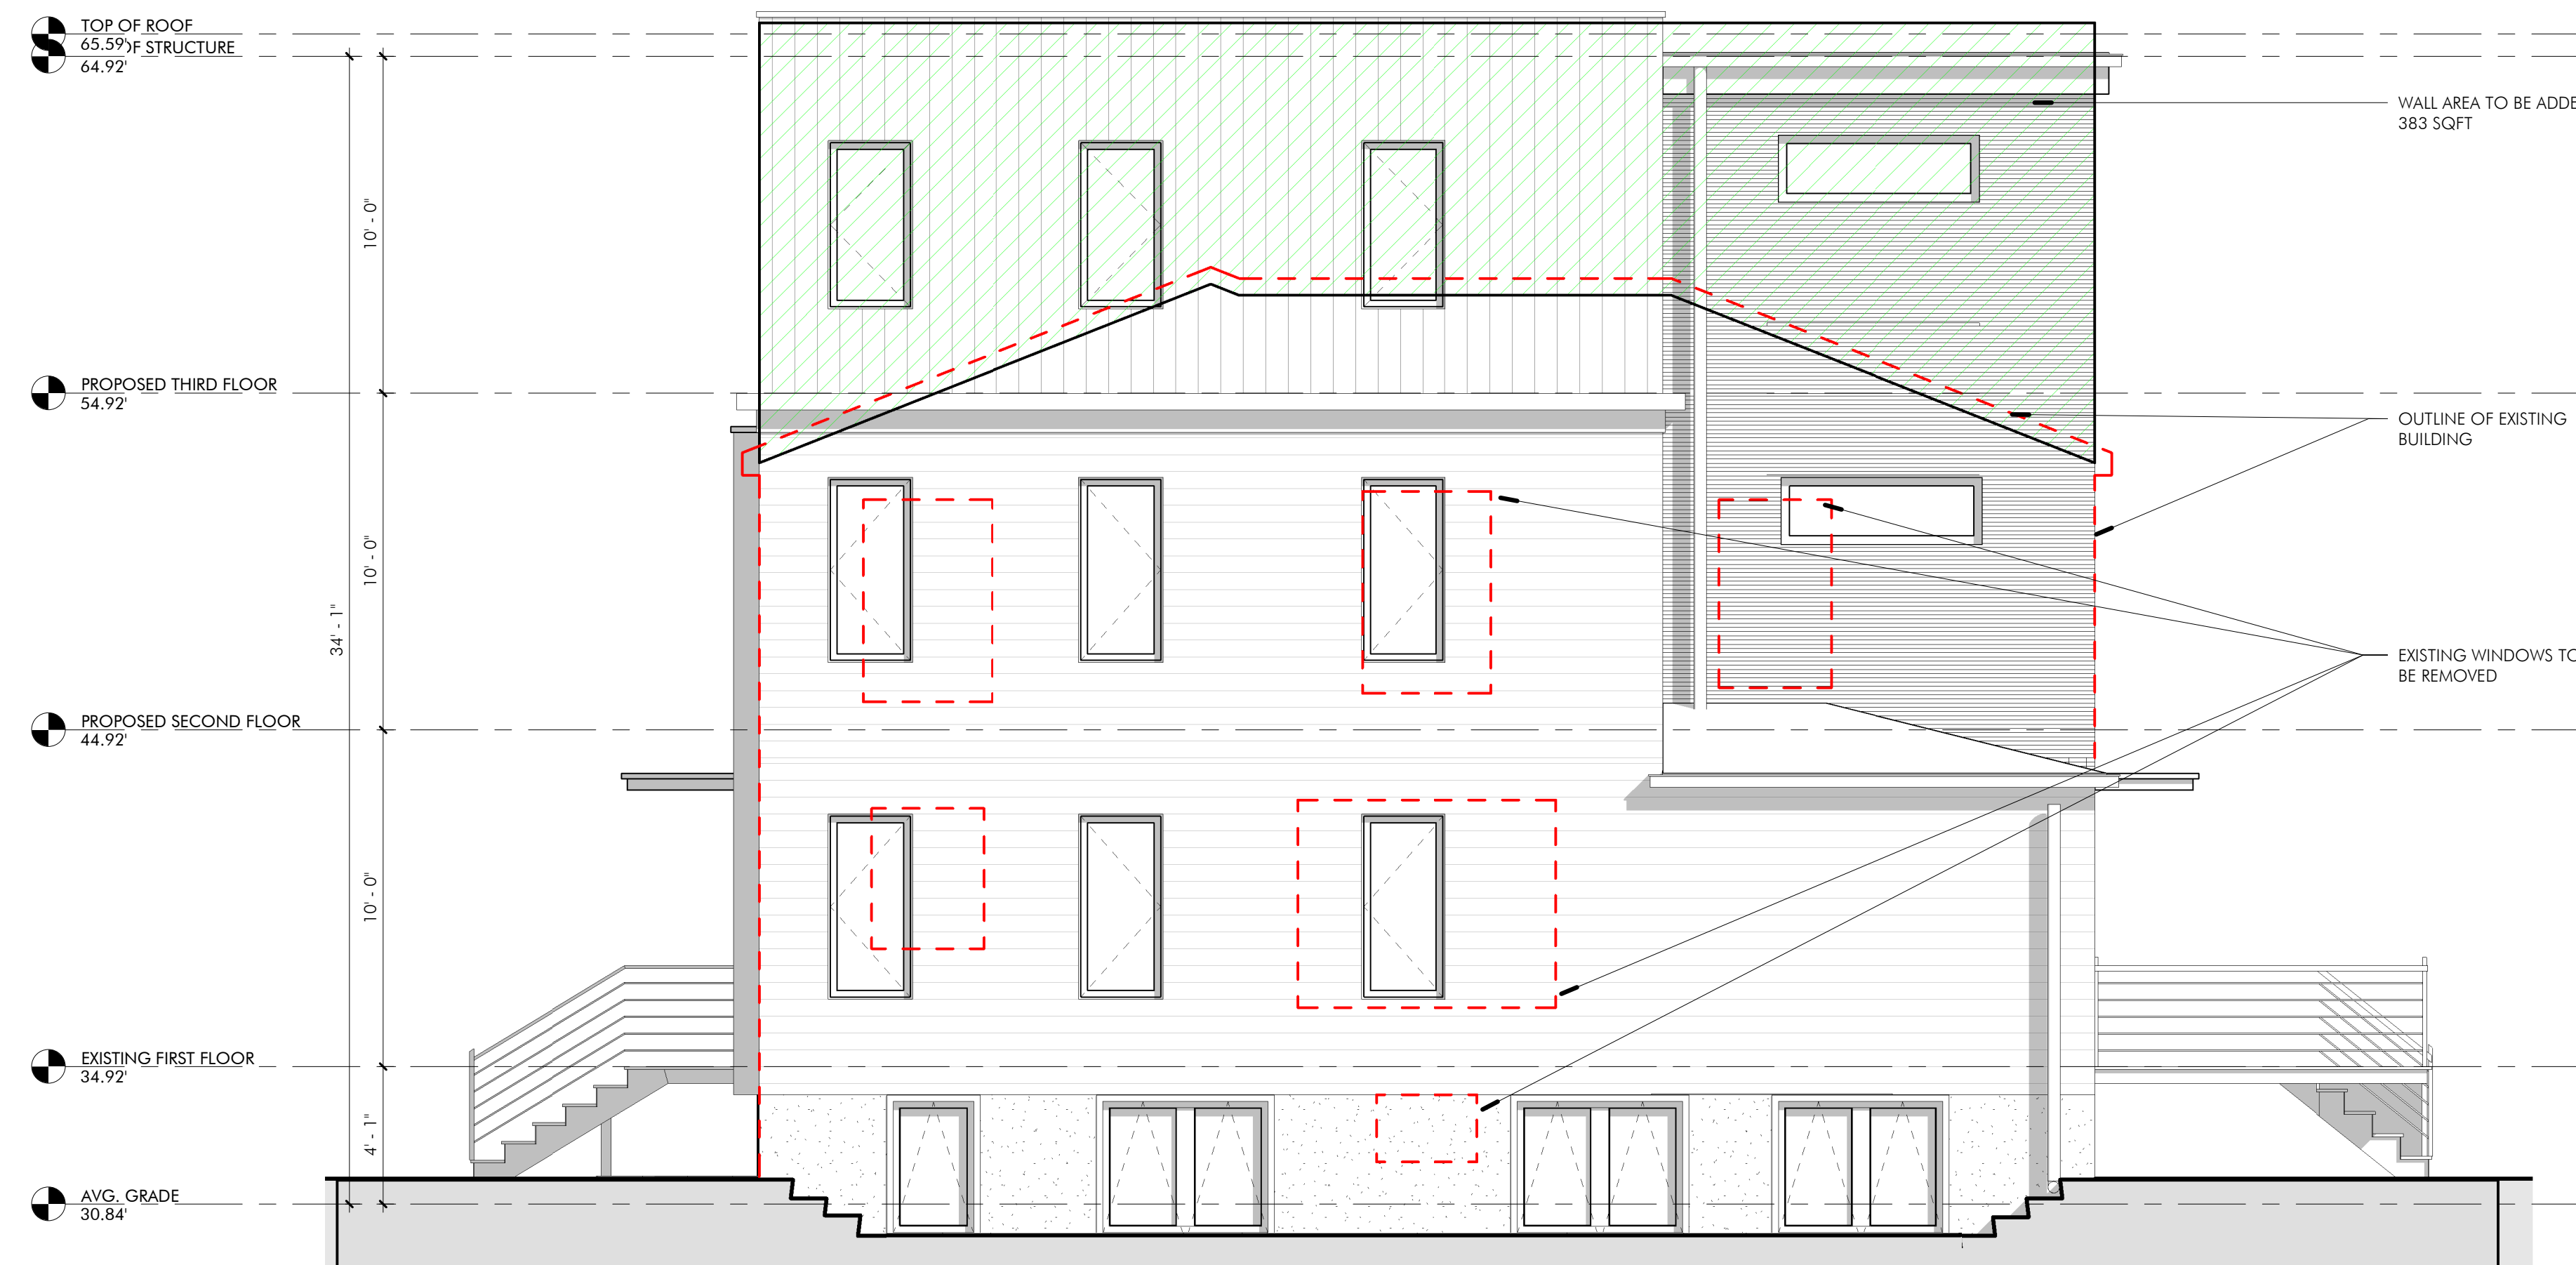 TOP OF ROOF
65.59'
OF STRUCTURE
64.92'
WALL AREA TO BE ADDE
383 SQFT
10' - 0"
PROPOSED THIRD FLOOR
54.92'
OUTLINE OF EXISTING
BUILDING
10' - 0"
34' - 1"
EXISTING WINDOWS TO
BE REMOVED
PROPOSED SECOND FLOOR
44.92'
10' - 0"
EXISTING FIRST FLOOR
34.92'
4' - 1"
AVG. GRADE
30.84'